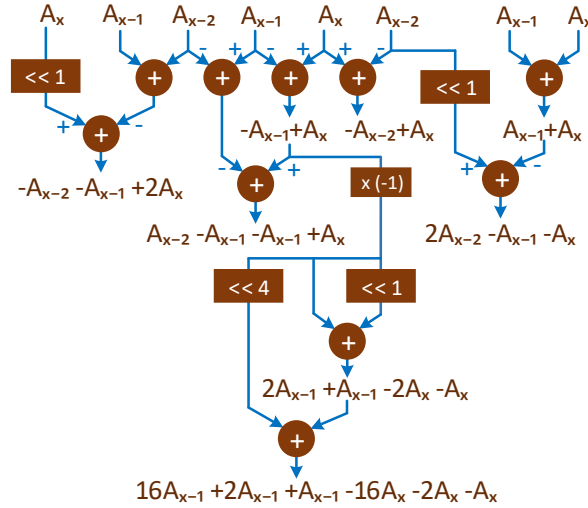 Aₓ Aₓ₋₁ Aₓ₋₂ Aₓ₋₁ Aₓ Aₓ₋₂ Aₓ₋₁ Aₓ
- - + - + + -
<< 1 + + + + << 1 +
+ - -Aₓ₋₁+Aₓ -Aₓ₋₂+Aₓ Aₓ₋₁+Aₓ
+ - + + -
-Aₓ₋₂ -Aₓ₋₁ +2Aₓ + x (-1) +
Aₓ₋₂ -Aₓ₋₁ -Aₓ₋₁ +Aₓ 2Aₓ₋₂ -Aₓ₋₁ -Aₓ
<< 4 << 1
+
2Aₓ₋₁ +Aₓ₋₁ -2Aₓ -Aₓ
+
16Aₓ₋₁ +2Aₓ₋₁ +Aₓ₋₁ -16Aₓ -2Aₓ -Aₓ